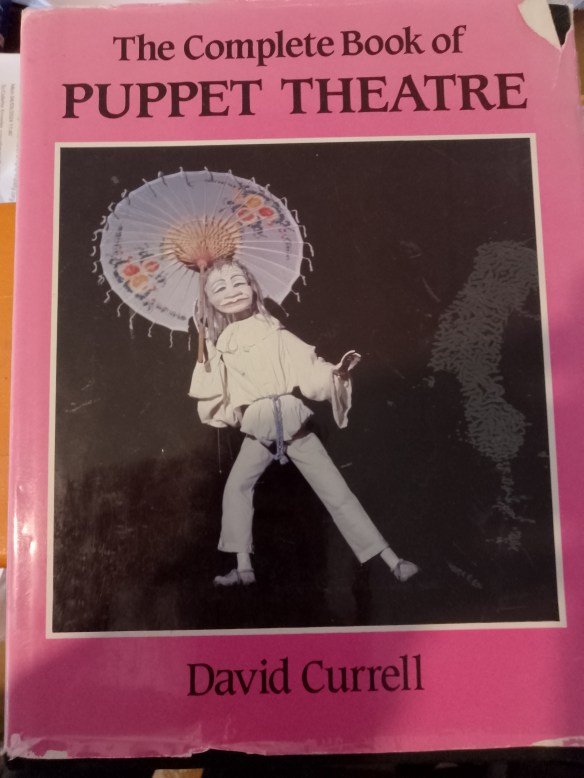 The Complete Book of
PUPPET THEATRE
David Currell